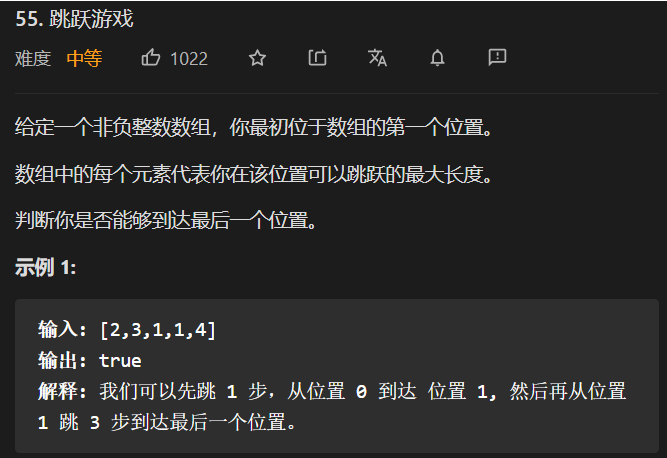 55. 跳跃游戏
难度 中等 1022
给定一个非负整数数组，你最初位于数组的第一个位置。
数组中的每个元素代表你在该位置可以跳跃的最大长度。
判断你是否能够到达最后一个位置。
示例 1:
输入: [2,3,1,1,4]
输出: true
解释: 我们可以先跳 1 步，从位置 0 到达 位置 1, 然后再从位置
1 跳 3 步到达最后一个位置。